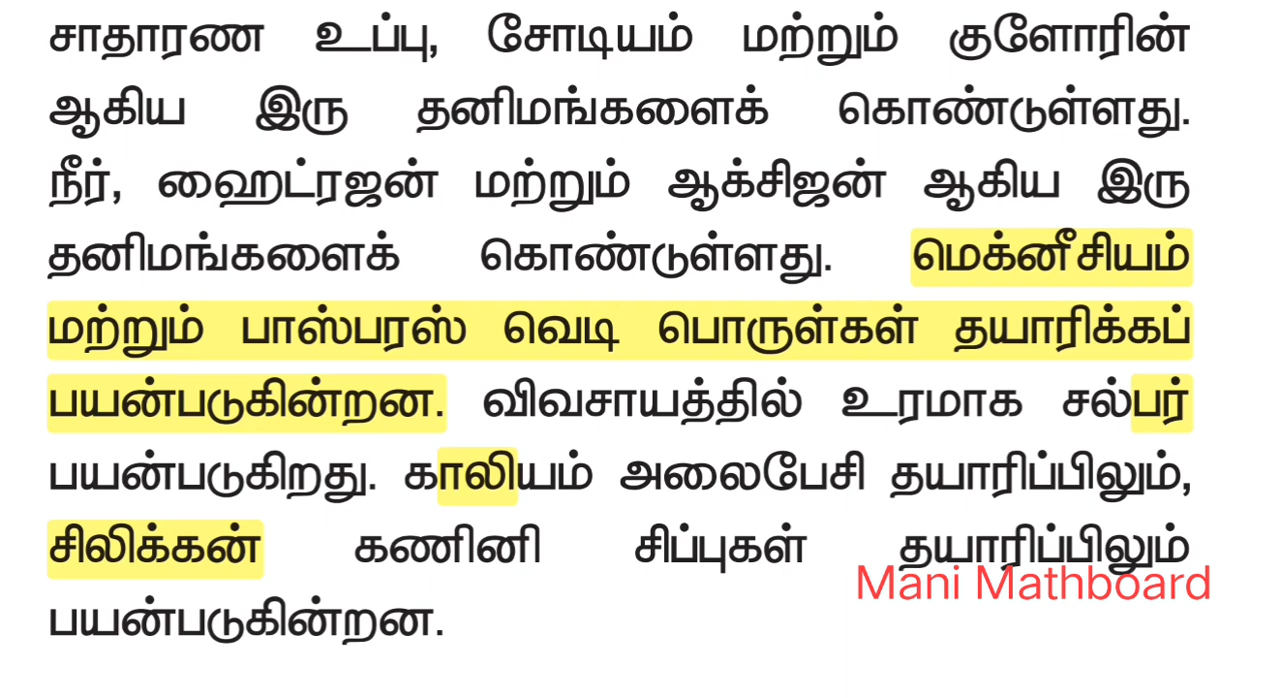 சாதாரண உப்பு, சோடியம் மற்றும் குளோரின்
ஆகிய இரு தனிமங்களைக் கொண்டுள்ளது.
நீர், ஹைட்ரஜன் மற்றும் ஆக்சிஜன் ஆகிய இரு
தனிமங்களைக் கொண்டுள்ளது. மெக்னீசியம்
மற்றும் பாஸ்பரஸ் வெடி பொருள்கள் தயாரிக்கப்
பயன்படுகின்றன. விவசாயத்தில் உரமாக சல்பர்
பயன்படுகிறது. காலியம் அலைபேசி தயாரிப்பிலும்,
சிலிக்கன் கணினி சிப்புகள் தயாரிப்பிலும்
Mani Mathboard
பயன்படுகின்றன.